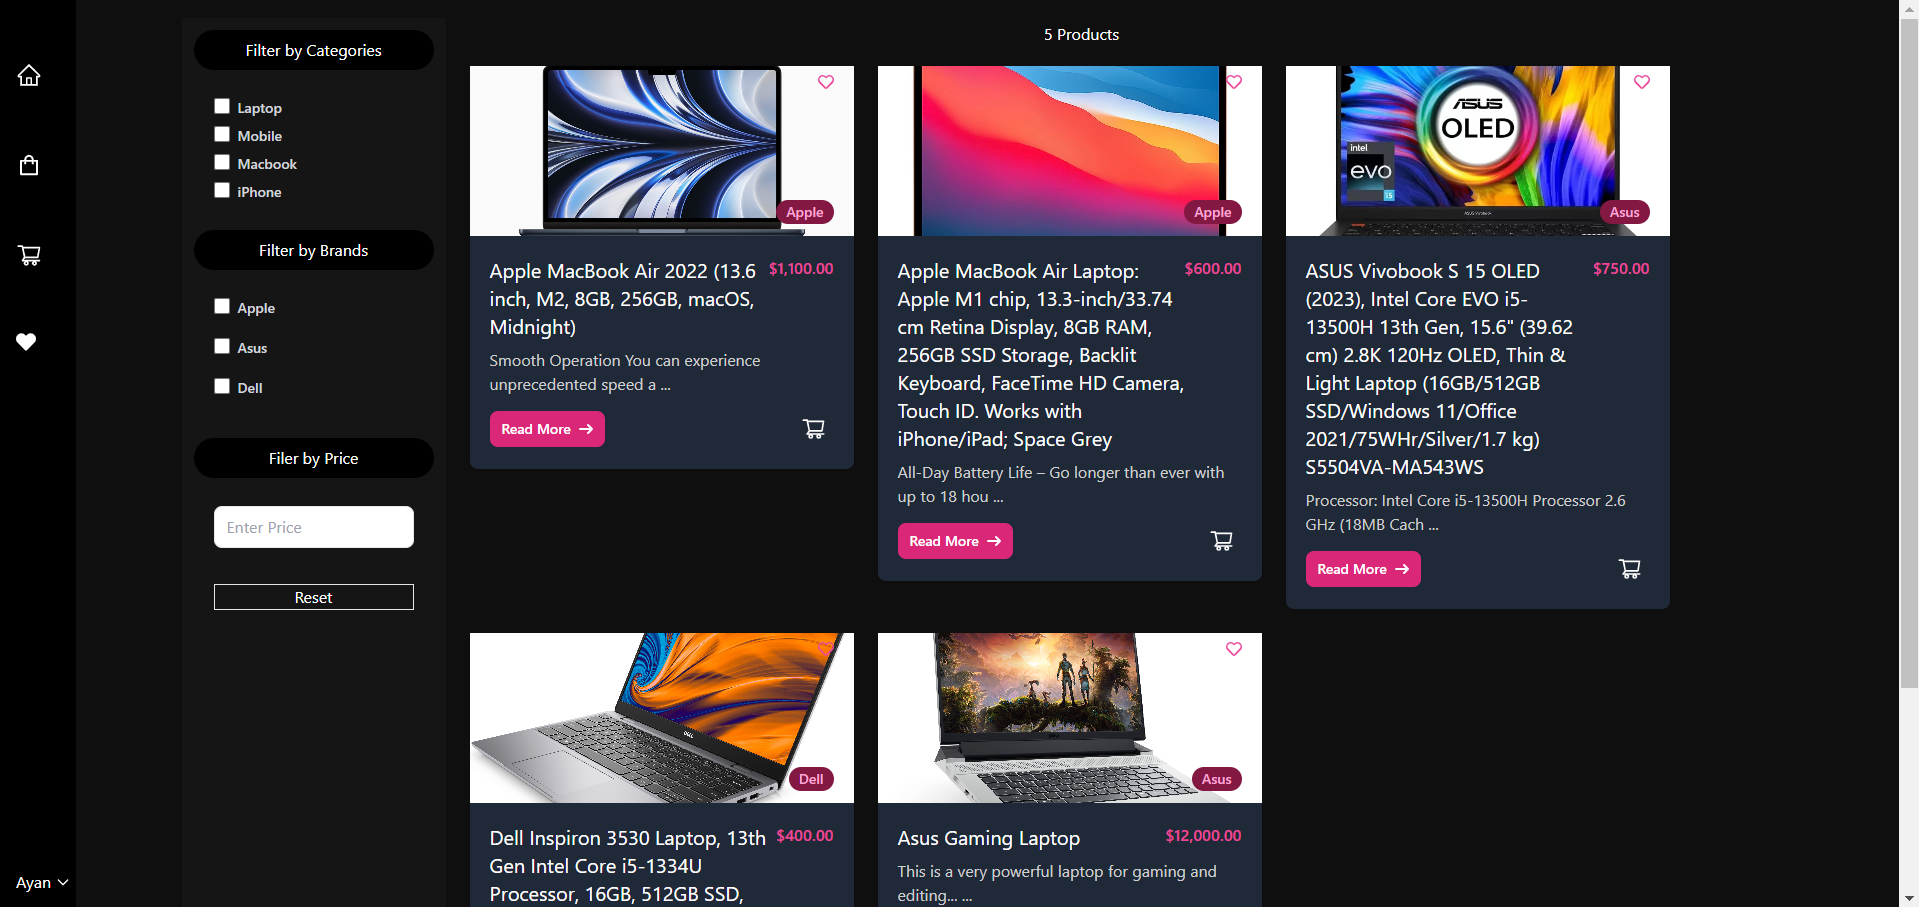 Filter by Categories
Laptop
Mobile
Macbook
iPhone
Filter by Brands
Apple
Asus
Dell
Filer by Price
Enter Price
Reset
Ayan
5 Products
Apple
Apple MacBook Air 2022 (13.6
inch, M2, 8GB, 256GB, macOS,
Midnight)
$1,100.00
Smooth Operation You can experience
unprecedented speed a ...
Read More
Apple
Apple MacBook Air Laptop:
Apple M1 chip, 13.3-inch/33.74
cm Retina Display, 8GB RAM,
256GB SSD Storage, Backlit
Keyboard, FaceTime HD Camera,
Touch ID. Works with
iPhone/iPad; Space Grey
$600.00
All-Day Battery Life – Go longer than ever with
up to 18 hou ...
Read More
ASUS
OLED
intel
evo
i5
ASUS Vivobook
Asus
ASUS Vivobook S 15 OLED
(2023), Intel Core EVO i5-
13500H 13th Gen, 15.6" (39.62
cm) 2.8K 120Hz OLED, Thin &
Light Laptop (16GB/512GB
SSD/Windows 11/Office
2021/75WHr/Silver/1.7 kg)
S5504VA-MA543WS
$750.00
Processor: Intel Core i5-13500H Processor 2.6
GHz (18MB Cach ...
Read More
DELL
Dell
Dell Inspiron 3530 Laptop, 13th
Gen Intel Core i5-1334U
Processor, 16GB, 512GB SSD,
$400.00
Asus
Asus Gaming Laptop
$12,000.00
This is a very powerful laptop for gaming and
editing... ...